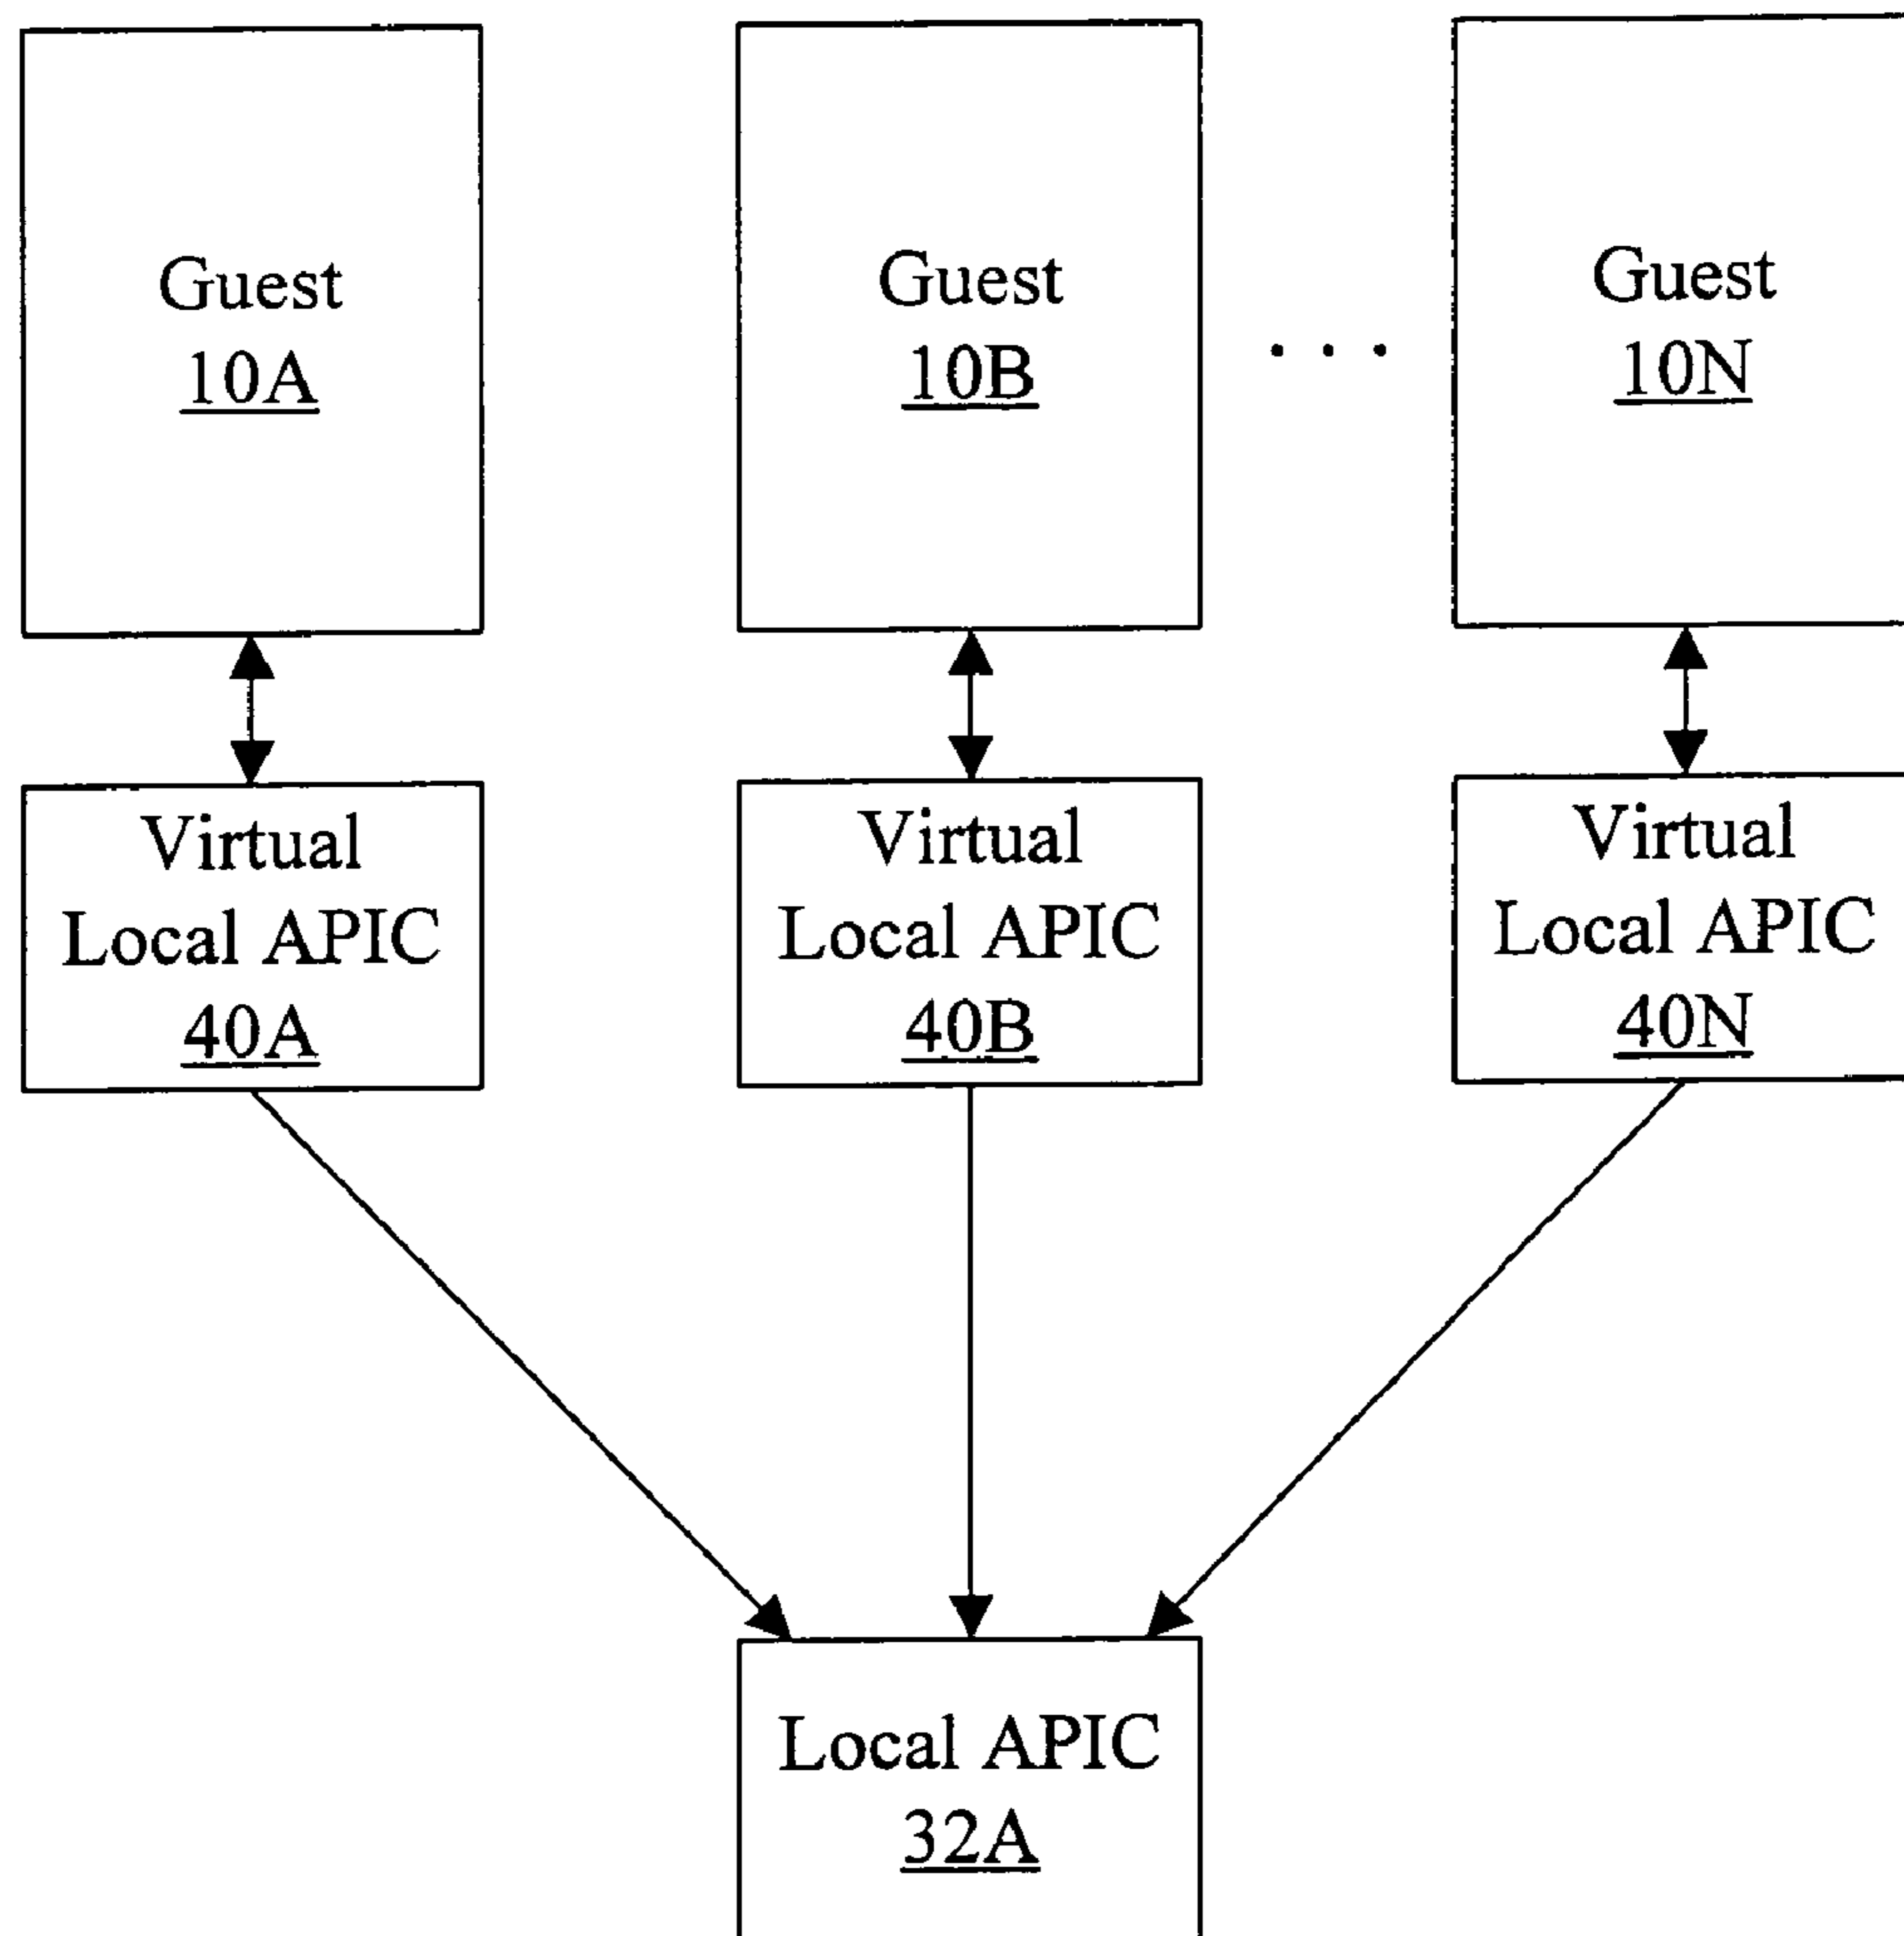 Guest
10A
Guest
10B
. . .
Guest
10N
Virtual
Local APIC
40A
Virtual
Local APIC
40B
Virtual
Local APIC
40N
Local APIC
32A